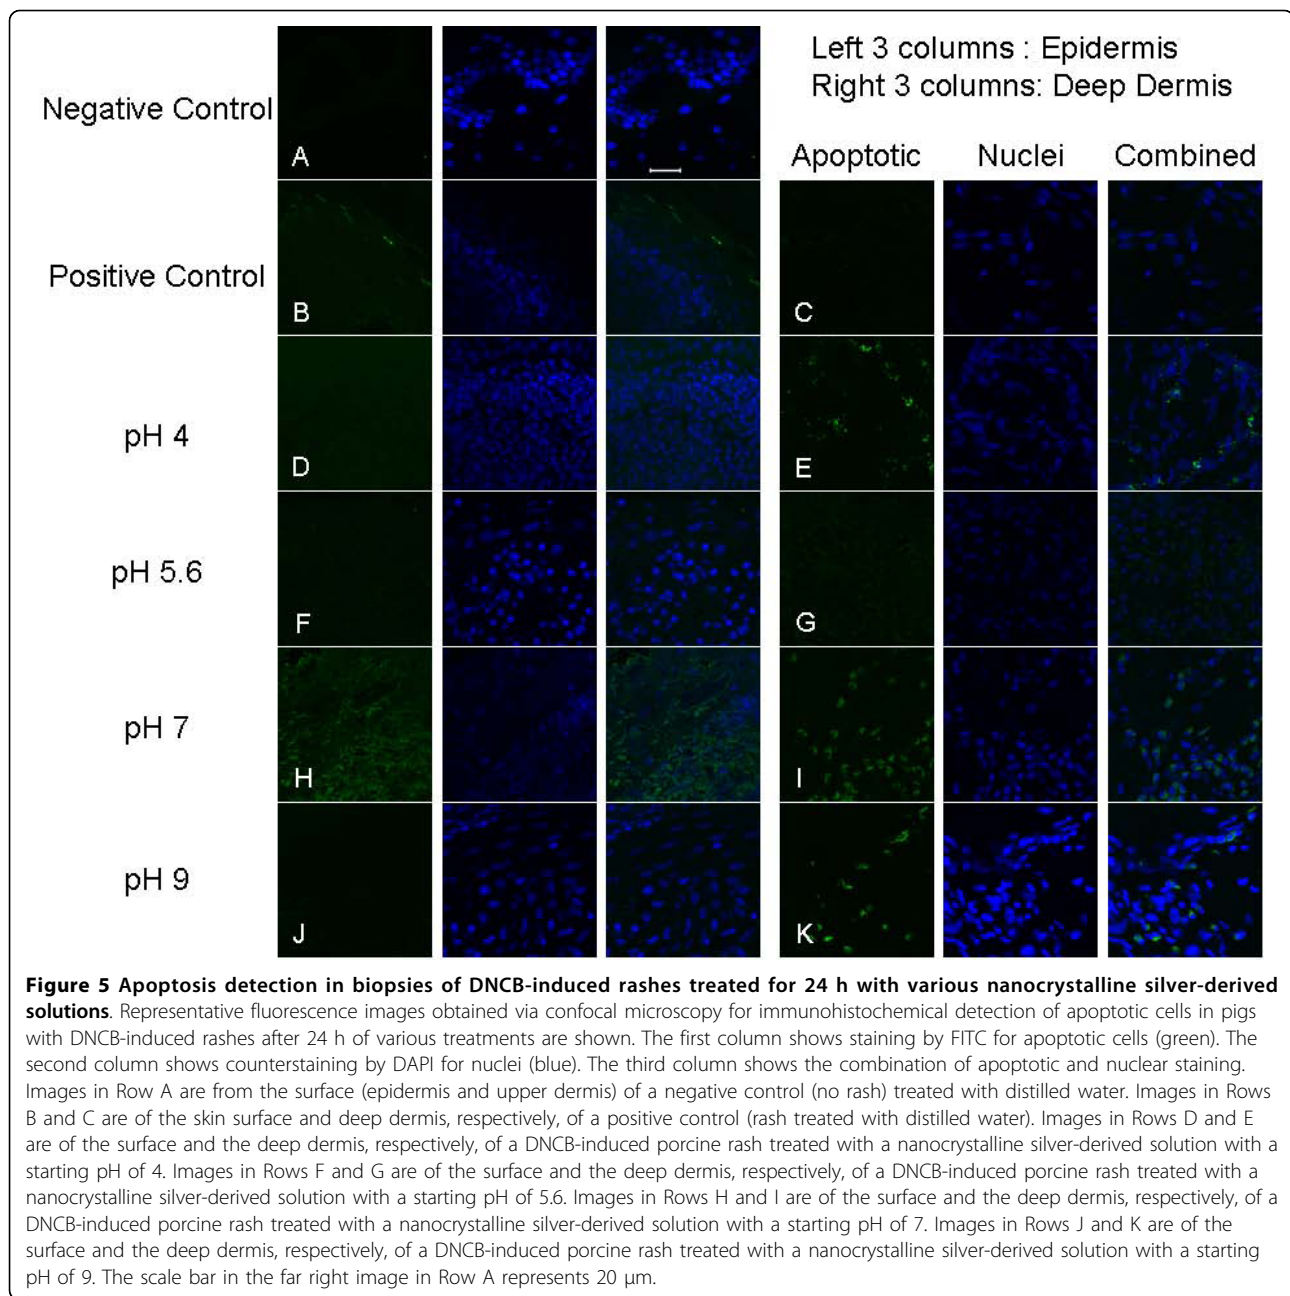 Left 3 columns : Epidermis
Right 3 columns: Deep Dermis
Negative Control
A
Apoptotic Nuclei Combined
Positive Control
B
C
pH 4
D
E
pH 5.6
F
G
pH 7
H
I
pH 9
J
K
Figure 5 Apoptosis detection in biopsies of DNCB-induced rashes treated for 24 h with various nanocrystalline silver-derived
solutions. Representative fluorescence images obtained via confocal microscopy for immunohistochemical detection of apoptotic cells in pigs
with DNCB-induced rashes after 24 h of various treatments are shown. The first column shows staining by FITC for apoptotic cells (green). The
second column shows counterstaining by DAPI for nuclei (blue). The third column shows the combination of apoptotic and nuclear staining.
Images in Row A are from the surface (epidermis and upper dermis) of a negative control (no rash) treated with distilled water. Images in Rows
B and C are of the skin surface and deep dermis, respectively, of a positive control (rash treated with distilled water). Images in Rows D and E
are of the surface and the deep dermis, respectively, of a DNCB-induced porcine rash treated with a nanocrystalline silver-derived solution with a
starting pH of 4. Images in Rows F and G are of the surface and the deep dermis, respectively, of a DNCB-induced porcine rash treated with a
nanocrystalline silver-derived solution with a starting pH of 5.6. Images in Rows H and I are of the surface and the deep dermis, respectively, of a
DNCB-induced porcine rash treated with a nanocrystalline silver-derived solution with a starting pH of 7. Images in Rows J and K are of the
surface and the deep dermis, respectively, of a DNCB-induced porcine rash treated with a nanocrystalline silver-derived solution with a starting
pH of 9. The scale bar in the far right image in Row A represents 20 μm.